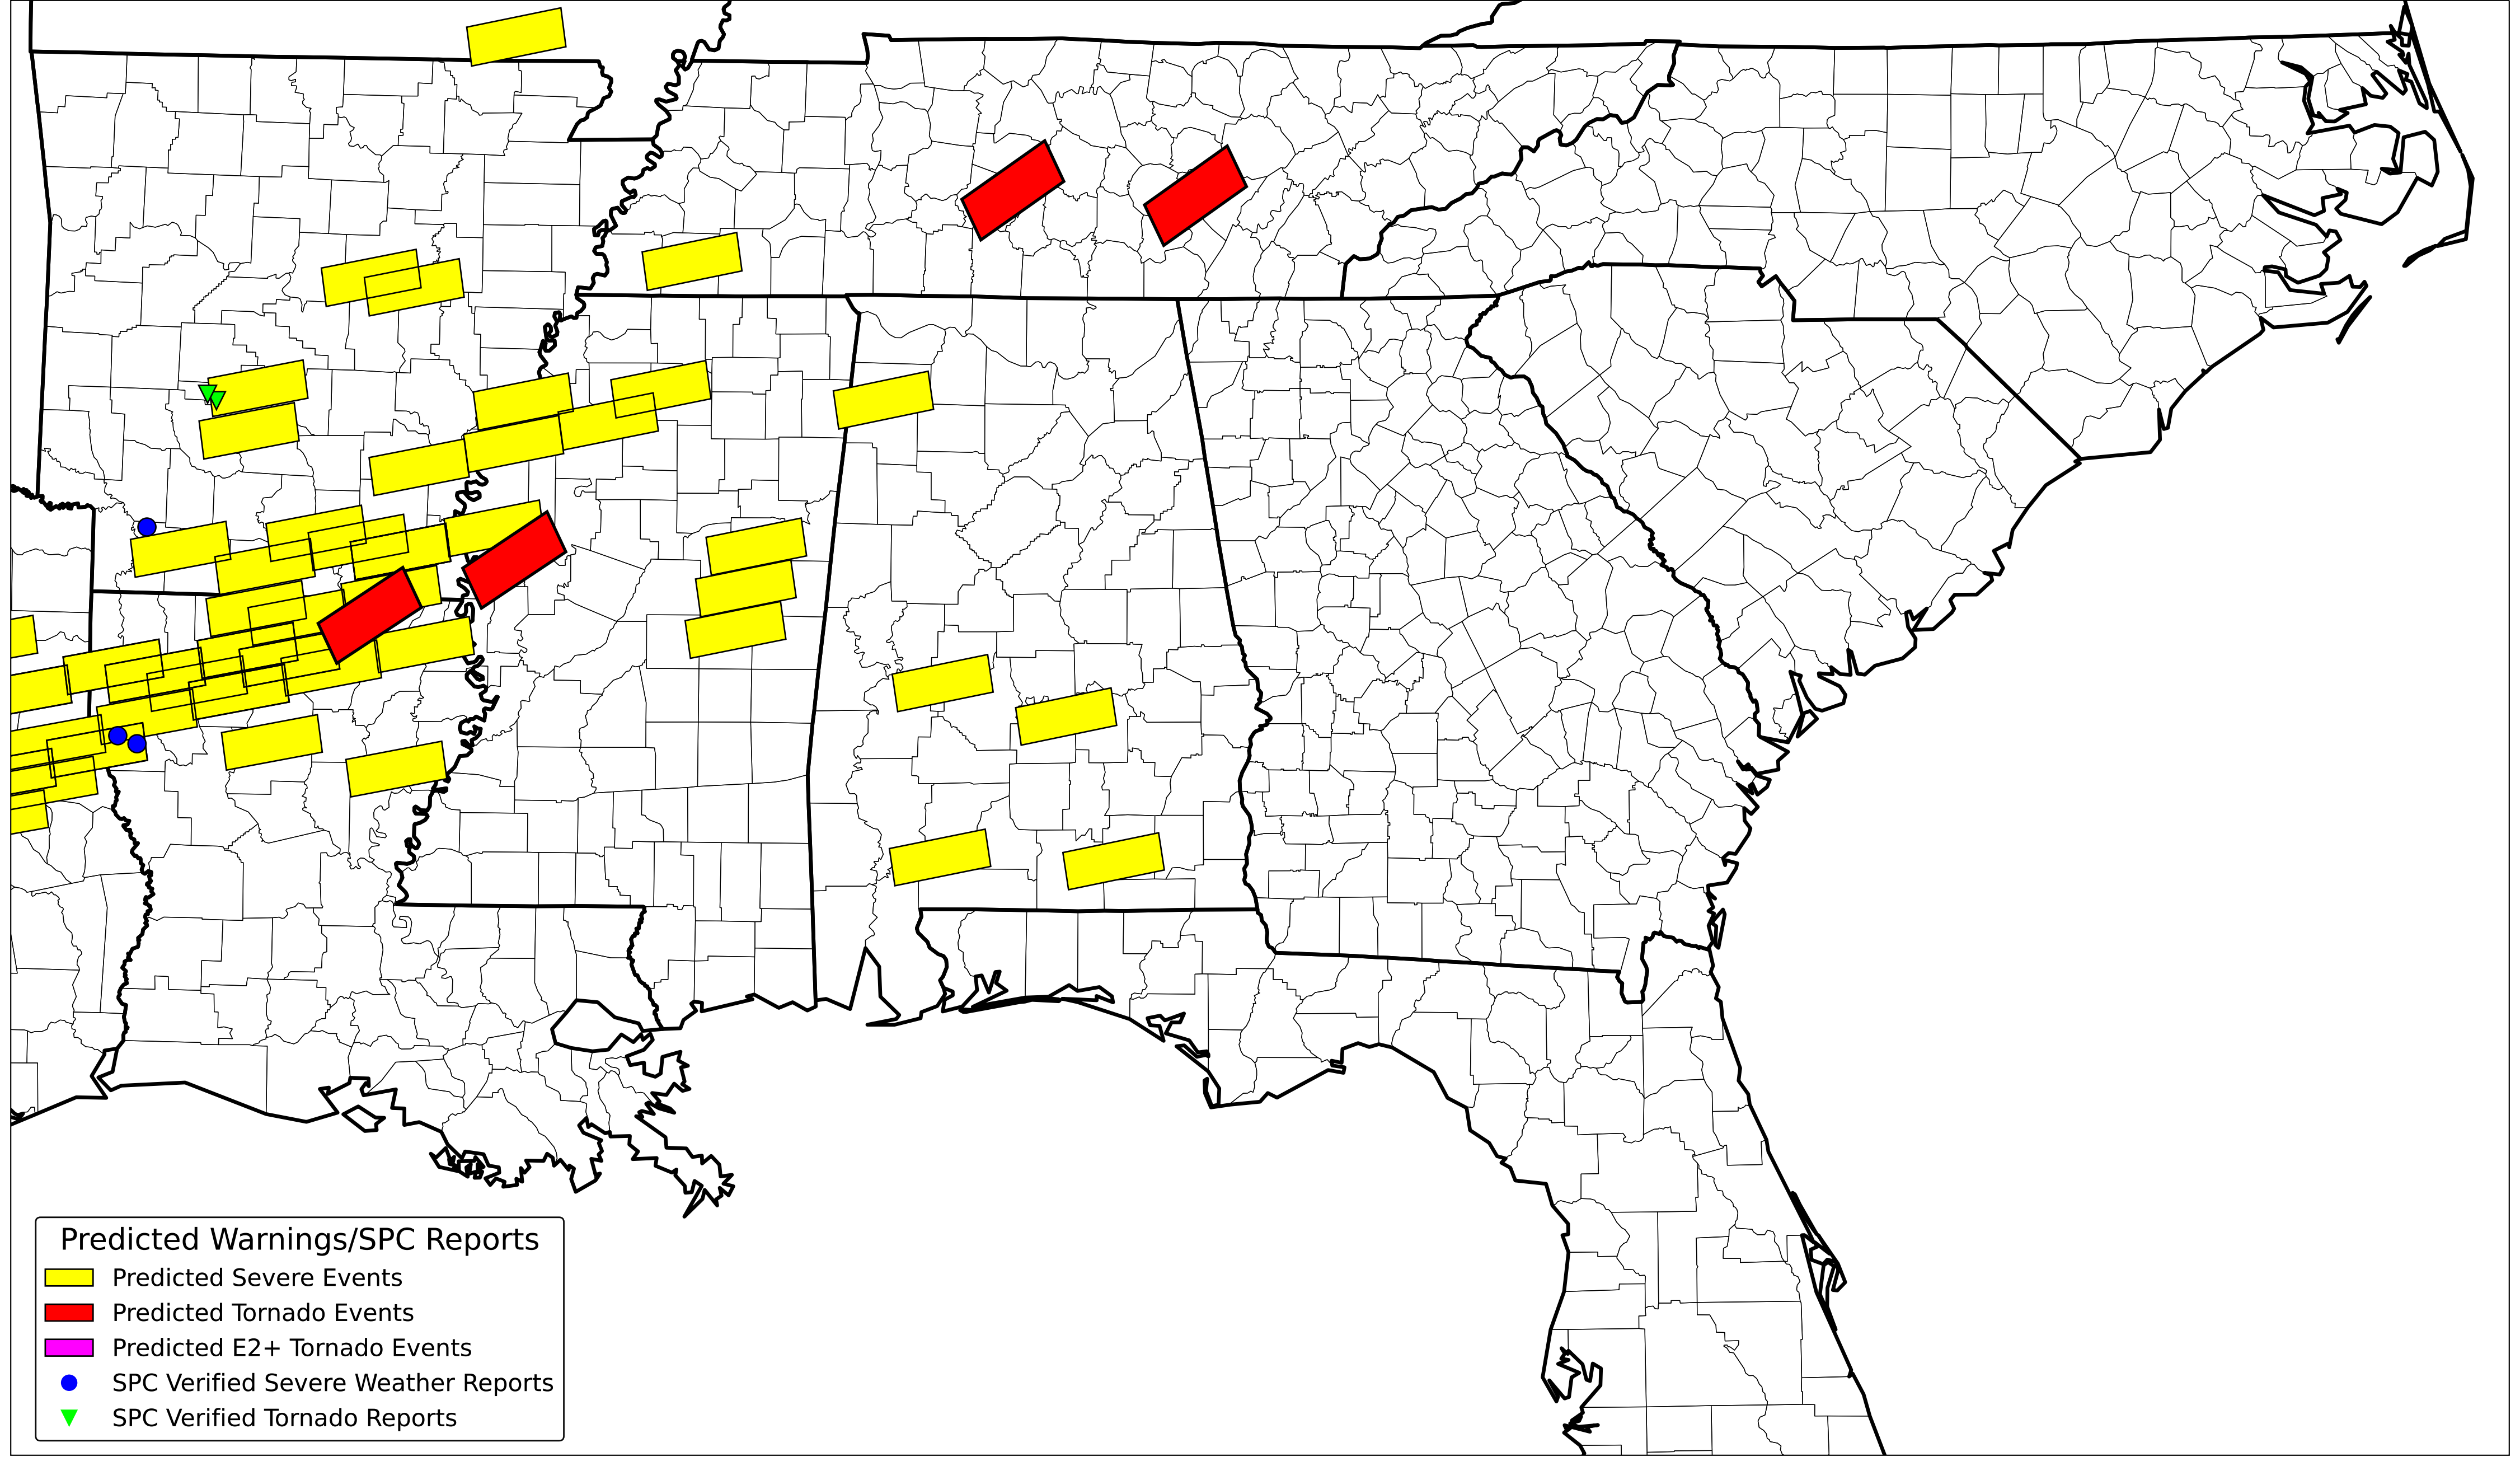 Predicted Warnings/SPC Reports
Predicted Severe Events
Predicted Tornado Events
Predicted E2+ Tornado Events
SPC Verified Severe Weather Reports
SPC Verified Tornado Reports